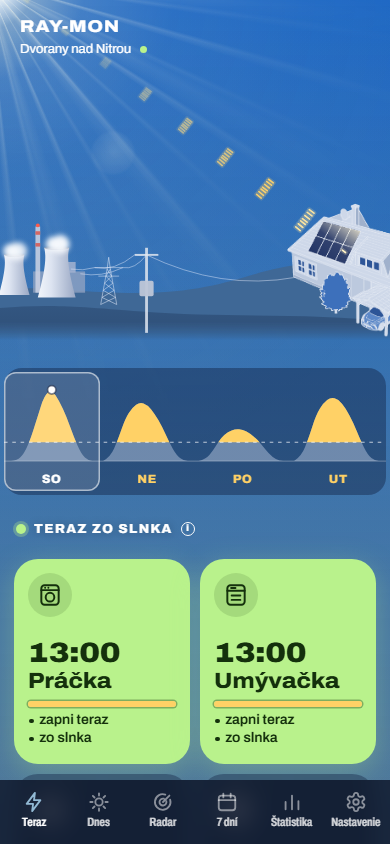 RAY-MON
Dvorany nad Nitrou
SO
NE
PO
UT
TERAZ ZO SLNKA
13:00
Práčka
• zapni teraz
• zo slnka
13:00
Umývačka
• zapni teraz
• zo slnka
Teraz
Dnes
Radar
7 dní
Štatistika
Nastavenie